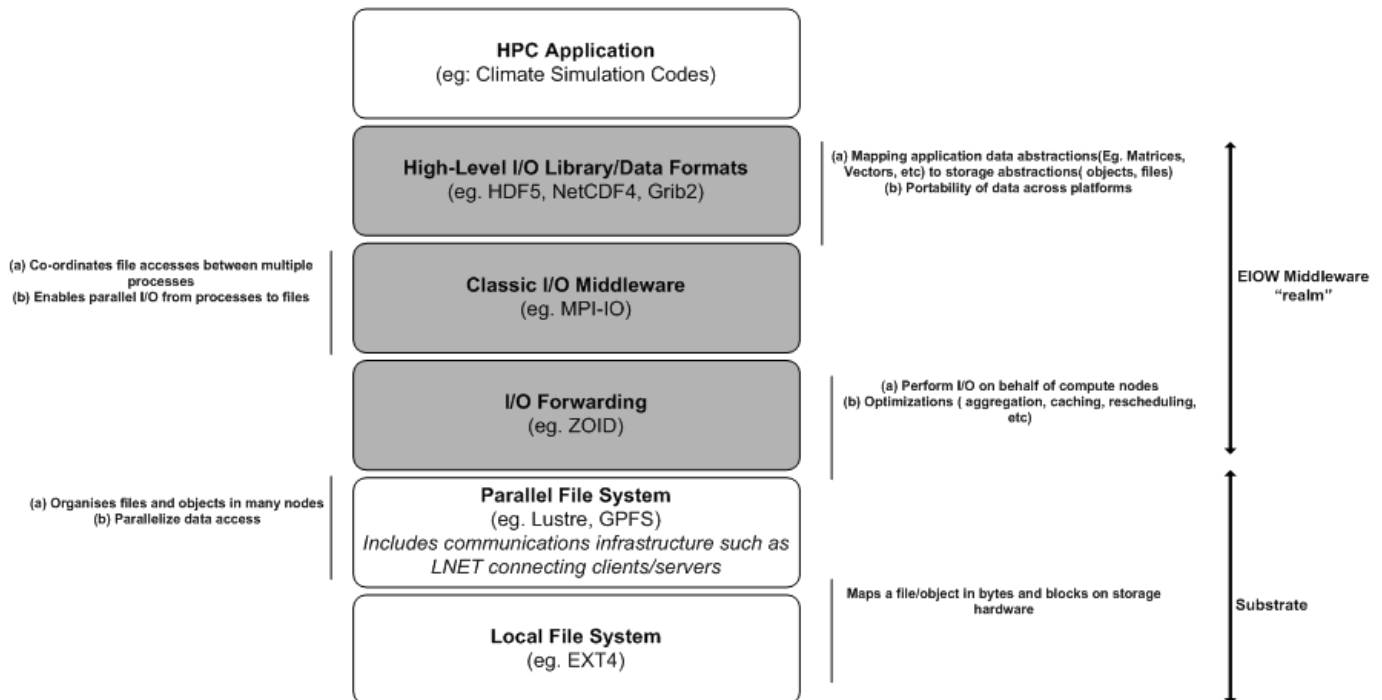 HPC Application
(eg: Climate Simulation Codes)
High-Level I/O Library/Data Formats
(eg. HDF5, NetCDF4, Grib2)
(a) Mapping application data abstractions(Eg. Matrices,
Vectors, etc) to storage abstractions( objects, files)
(b) Portability of data across platforms
(a) Co-ordinates file accesses between multiple
processes
(b) Enables parallel I/O from processes to files
Classic I/O Middleware
(eg. MPI-IO)
EIOW Middleware
“realm”
I/O Forwarding
(eg. ZOID)
(a) Perform I/O on behalf of compute nodes
(b) Optimizations ( aggregation, caching, rescheduling,
etc)
(a) Organises files and objects in many nodes
(b) Parallelize data access
Parallel File System
(eg. Lustre, GPFS)
Includes communications infrastructure such as
LNET connecting clients/servers
Maps a file/object in bytes and blocks on storage
hardware
Substrate
Local File System
(eg. EXT4)